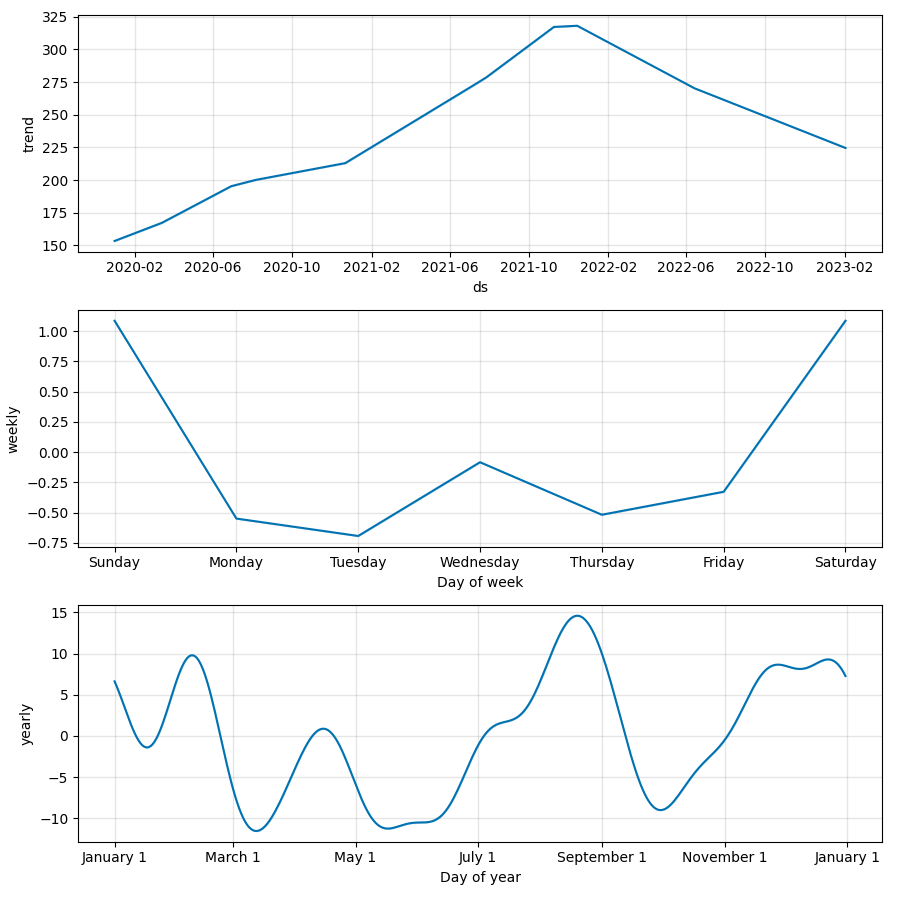 325
300
275
250
225
200
175
150
trend
2020-02 2020-06 2020-10 2021-02 2021-06 2021-10 2022-02 2022-06 2022-10 2023-02
ds
1.00
0.75
0.50
0.25
0.00
−0.25
−0.50
−0.75
weekly
Sunday Monday Tuesday Wednesday Thursday Friday Saturday
Day of week
15
10
5
0
−5
−10
yearly
January 1 March 1 May 1 July 1 September 1 November 1 January 1
Day of year